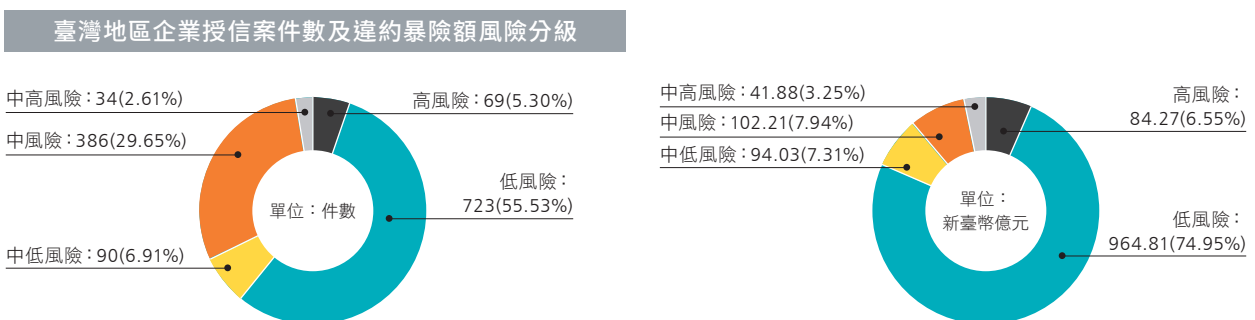 臺灣地區企業授信案件數及違約暴險額風險分級
中高風險：34(2.61%)
中風險：386(29.65%)
中低風險：90(6.91%)
高風險：69(5.30%)
低風險：
723(55.53%)
單位：件數
中高風險：41.88(3.25%)
中風險：102.21(7.94%)
中低風險：94.03(7.31%)
高風險：
84.27(6.55%)
低風險：
964.81(74.95%)
單位：
新臺幣億元